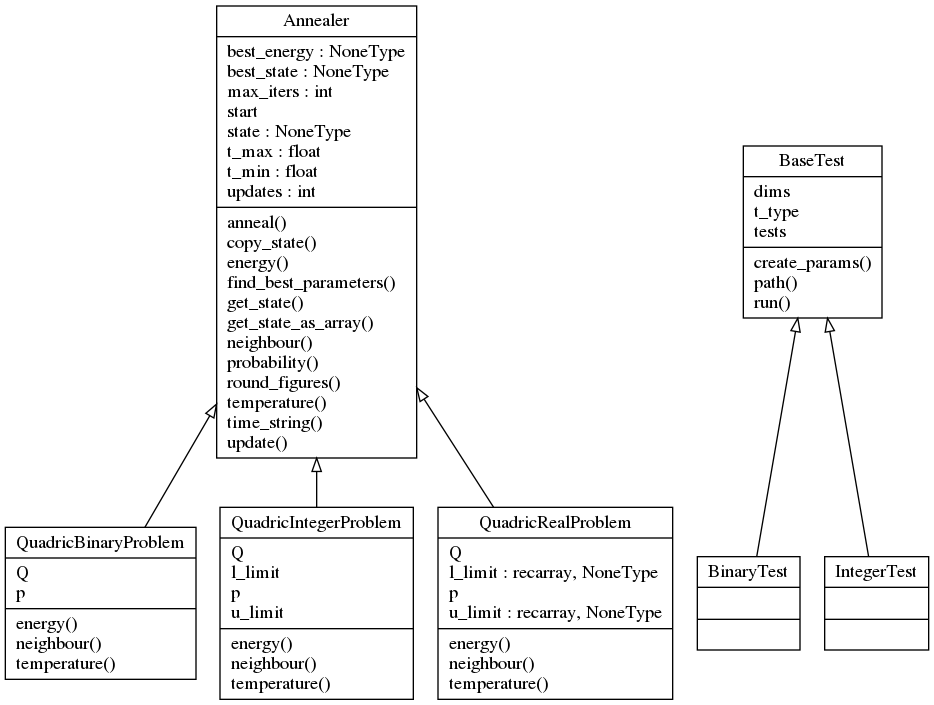 Annealer
best_energy : NoneType
best_state : NoneType
max_iters : int
start
state : NoneType
t_max : float
t_min : float
updates : int
anneal()
copy_state()
energy()
find_best_parameters()
get_state()
get_state_as_array()
neighbour()
probability()
round_figures()
temperature()
time_string()
update()
BaseTest
dims
t_type
tests
create_params()
path()
run()
QuadricBinaryProblem
Q
p
energy()
neighbour()
temperature()
QuadricIntegerProblem
Q
l_limit
p
u_limit
energy()
neighbour()
temperature()
QuadricRealProblem
Q
l_limit : recarray, NoneType
p
u_limit : recarray, NoneType
energy()
neighbour()
temperature()
BinaryTest
IntegerTest